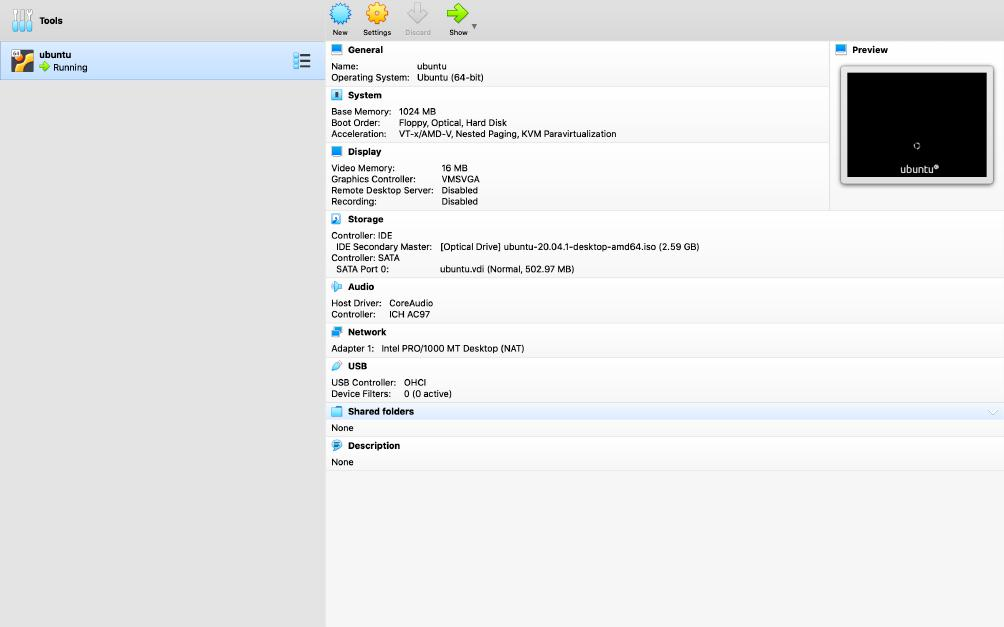 Tools
ubuntu
64
Running
New Settings Discard Show
General
Name: ubuntu
Operating System: Ubuntu (64-bit)
System
Base Memory: 1024 MB
Boot Order: Floppy, Optical, Hard Disk
Acceleration: VT-x/AMD-V, Nested Paging, KVM Paravirtualization
Display
Video Memory: 16 MB
Graphics Controller: VMSVGA
Remote Desktop Server: Disabled
Recording: Disabled
Storage
Controller: IDE
IDE Secondary Master: [Optical Drive] ubuntu-20.04.1-desktop-amd64.iso (2.59 GB)
Controller: SATA
SATA Port 0: ubuntu.vdi (Normal, 502.97 MB)
Audio
Host Driver: CoreAudio
Controller: ICH AC97
Network
Adapter 1: Intel PRO/1000 MT Desktop (NAT)
USB
USB Controller: OHCI
Device Filters: 0 (0 active)
Shared folders
None
Description
None
Preview
ubuntu®